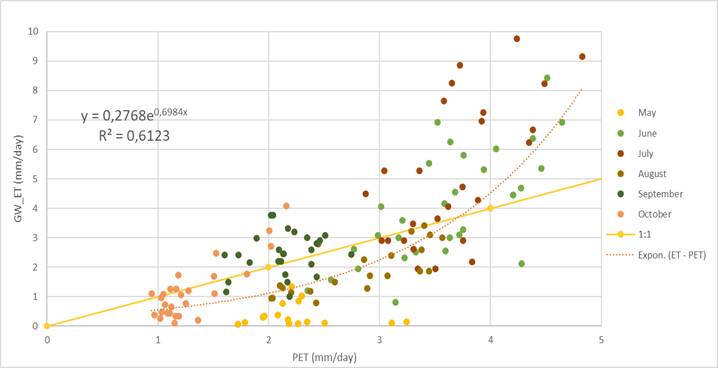 10
9
8
7
6
5
4
3
2
1
0
GW_ET (mm/day)
y = 0,2768e0,6984x
R² = 0,6123
0 1 2 3 4 5
PET (mm/day)
May
June
July
August
September
October
1:1
Expon. (ET - PET)